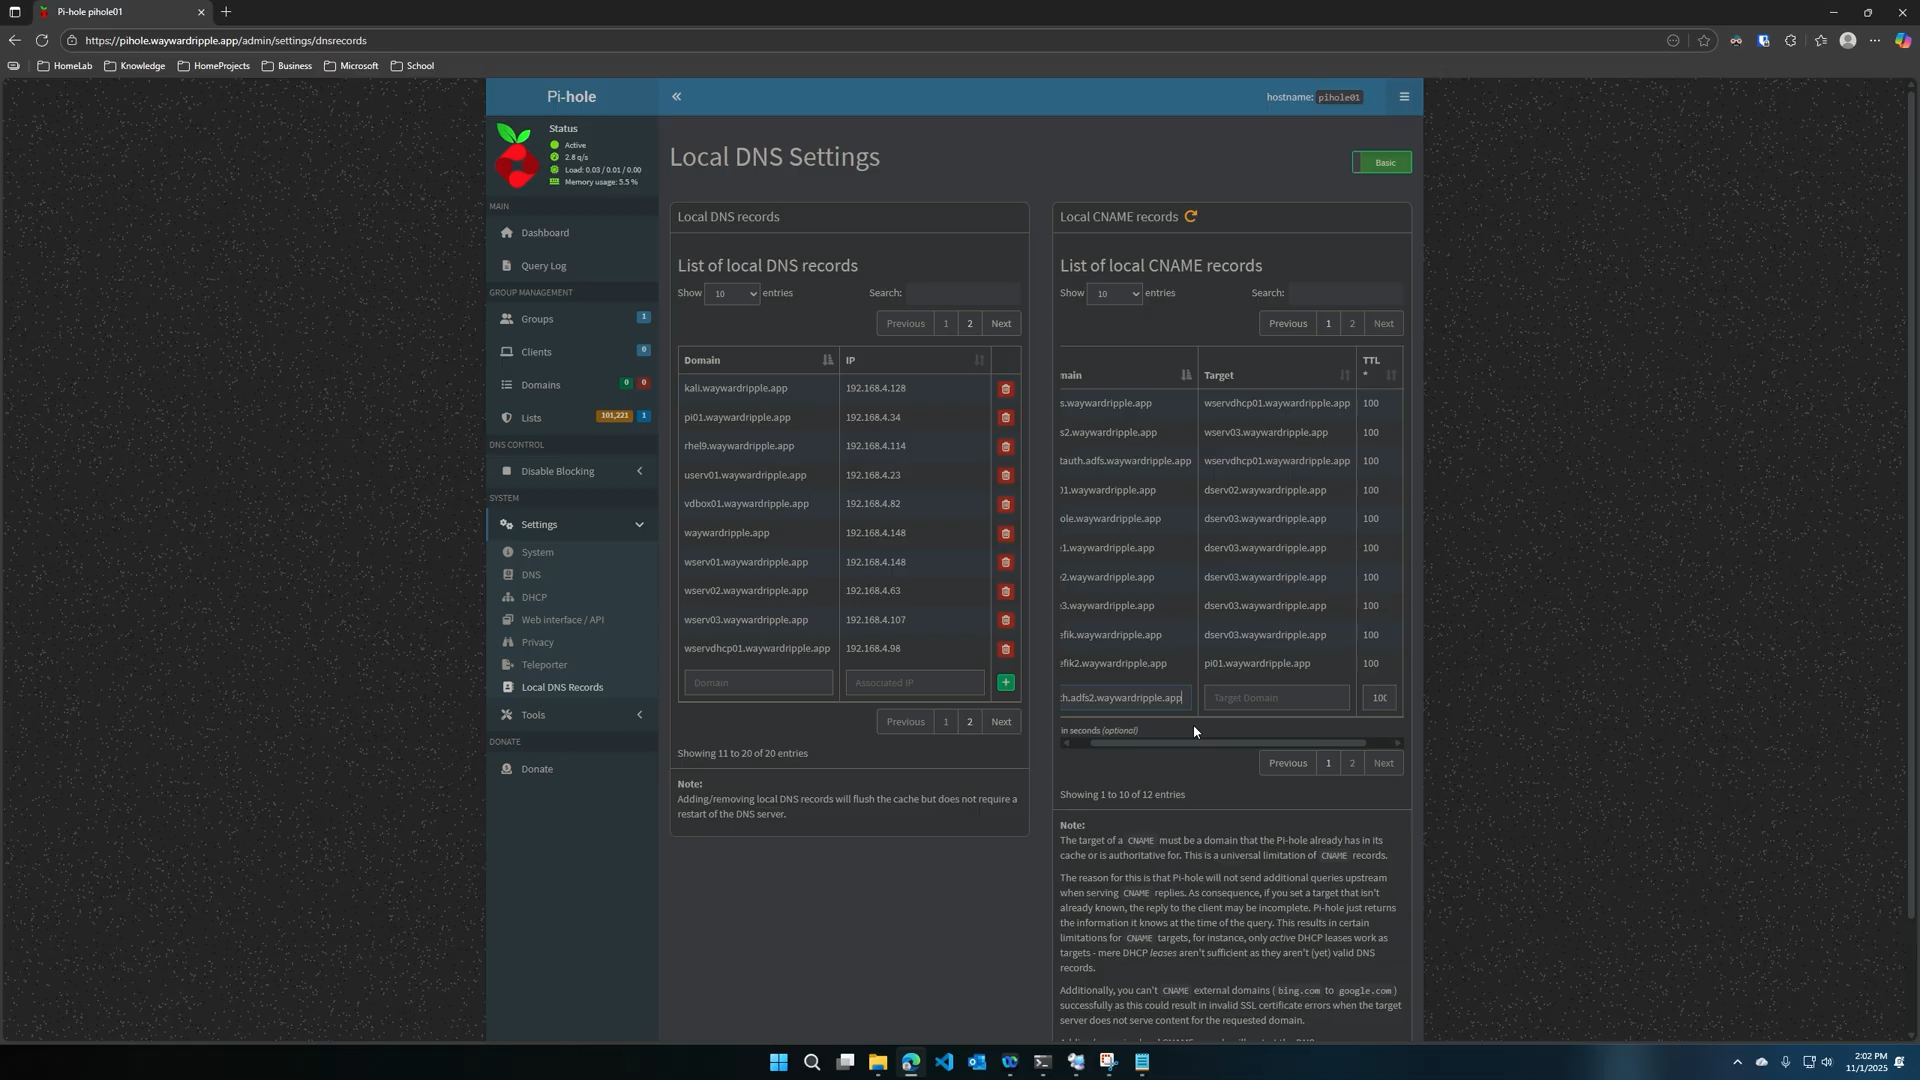 Pi-hole pihole01
https://pihole.waywardripple.app/admin/settings/dnsrecords
HomeLab
Knowledge
HomeProjects
Business
Microsoft
School
Pi-hole
hostname: pihole01
Status
Active
2.8 q/s
Load: 0.03 / 0.01 / 0.00
Memory usage: 5.5 %
MAIN
Dashboard
Query Log
GROUP MANAGEMENT
Groups 1
Clients 0
Domains 0 0
Lists 101,221 1
DNS CONTROL
Disable Blocking
SYSTEM
Settings
System
DNS
DHCP
Web interface / API
Privacy
Teleporter
Local DNS Records
Tools
DONATE
Donate
Local DNS Settings
Basic
Local DNS records
List of local DNS records
Show 10 entries
Search:
Previous 1 2 Next
Domain IP
kali.waywardripple.app 192.168.4.128
pi01.waywardripple.app 192.168.4.34
rhel9.waywardripple.app 192.168.4.114
userv01.waywardripple.app 192.168.4.23
vdbox01.waywardripple.app 192.168.4.82
waywardripple.app 192.168.4.148
wserv01.waywardripple.app 192.168.4.148
wserv02.waywardripple.app 192.168.4.63
wserv03.waywardripple.app 192.168.4.107
wservdhcp01.waywardripple.app 192.168.4.98
Domain Associated IP
Previous 1 2 Next
Showing 11 to 20 of 20 entries
Note:
Adding/removing local DNS records will flush the cache but does not require a
restart of the DNS server.
Local CNAME records
List of local CNAME records
Show 10 entries
Search:
Previous 1 2 Next
main Target TTL *
s.waywardripple.app wservdhcp01.waywardripple.app 100
s2.waywardripple.app wserv03.waywardripple.app 100
tauth.adfs.waywardripple.app wservdhcp01.waywardripple.app 100
01.waywardripple.app dserv02.waywardripple.app 100
ole.waywardripple.app dserv03.waywardripple.app 100
1.waywardripple.app dserv03.waywardripple.app 100
2.waywardripple.app dserv03.waywardripple.app 100
3.waywardripple.app dserv03.waywardripple.app 100
efik.waywardripple.app dserv03.waywardripple.app 100
efik2.waywardripple.app pi01.waywardripple.app 100
th.adfs2.waywardripple.app Target Domain 100
in seconds (optional)
Previous 1 2 Next
Showing 1 to 10 of 12 entries
Note:
The target of a CNAME must be a domain that the Pi-hole already has in its
cache or is authoritative for. This is a universal limitation of CNAME records.
The reason for this is that Pi-hole will not send additional queries upstream
when serving CNAME replies. As consequence, if you set a target that isn't
already known, the reply to the client may be incomplete. Pi-hole just returns
the information it knows at the time of the query. This results in certain
limitations for CNAME targets, for instance, only active DHCP leases work as
targets - mere DHCP leases aren't sufficient as they aren't (yet) valid DNS
records.
Additionally, you can't CNAME external domains ( bing.com to google.com )
successfully as this could result in invalid SSL certificate errors when the target
server does not serve content for the requested domain.
2:02 PM
11/1/2025